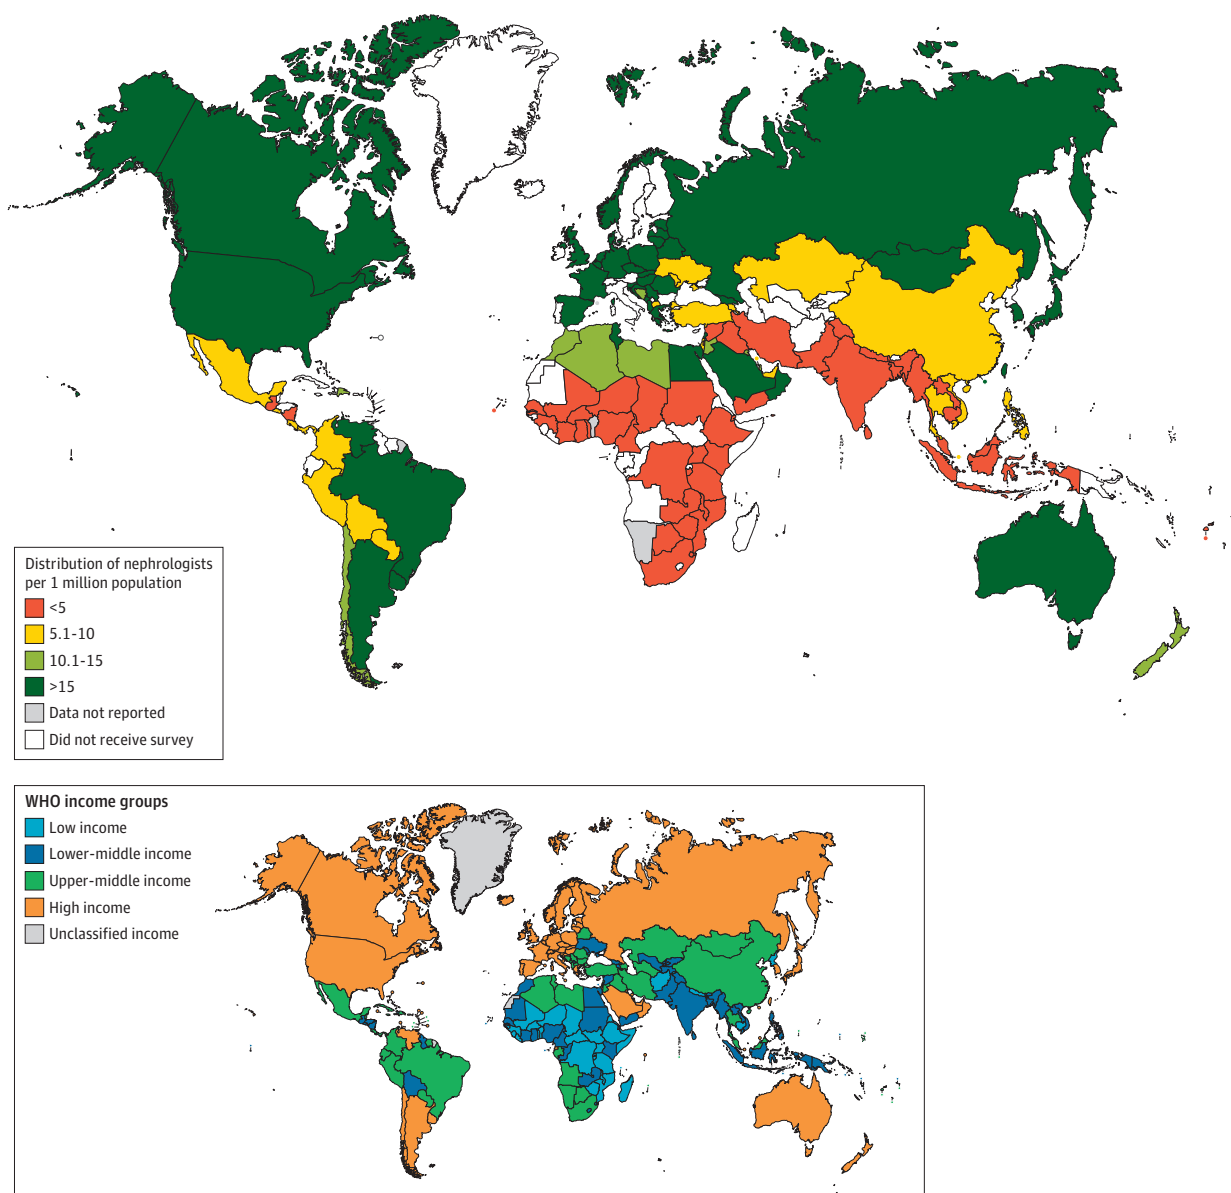 Distribution of nephrologists
per 1 million population
<5
5.1-10
10.1-15
>15
Data not reported
Did not receive survey
WHO income groups
Low income
Lower-middle income
Upper-middle income
High income
Unclassified income